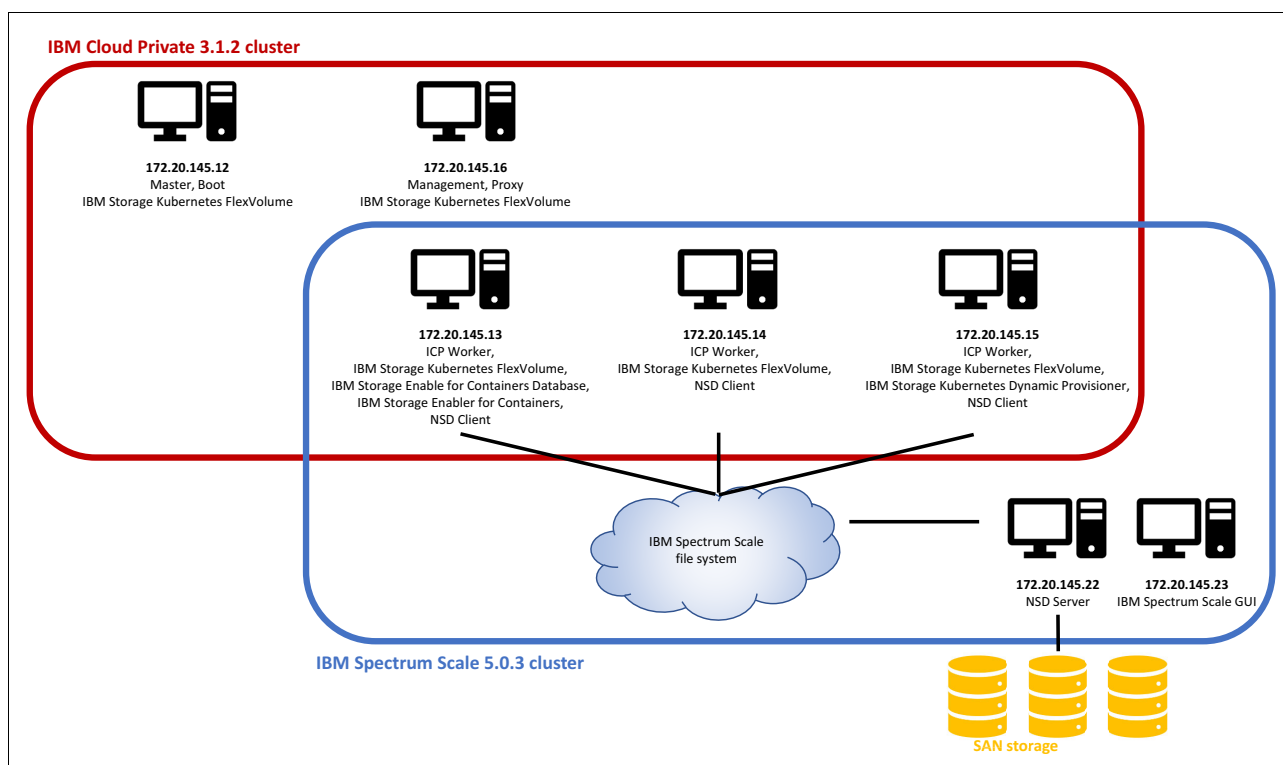 IBM Cloud Private 3.1.2 cluster
172.20.145.12
Master, Boot
IBM Storage Kubernetes FlexVolume
172.20.145.16
Management, Proxy
IBM Storage Kubernetes FlexVolume
172.20.145.13
ICP Worker,
IBM Storage Kubernetes FlexVolume,
IBM Storage Enable for Containers Database,
IBM Storage Enabler for Containers,
NSD Client
172.20.145.14
ICP Worker,
IBM Storage Kubernetes FlexVolume,
NSD Client
172.20.145.15
ICP Worker,
IBM Storage Kubernetes FlexVolume,
IBM Storage Kubernetes Dynamic Provisioner,
NSD Client
IBM Spectrum Scale
file system
172.20.145.22
NSD Server
172.20.145.23
IBM Spectrum Scale GUI
IBM Spectrum Scale 5.0.3 cluster
SAN storage